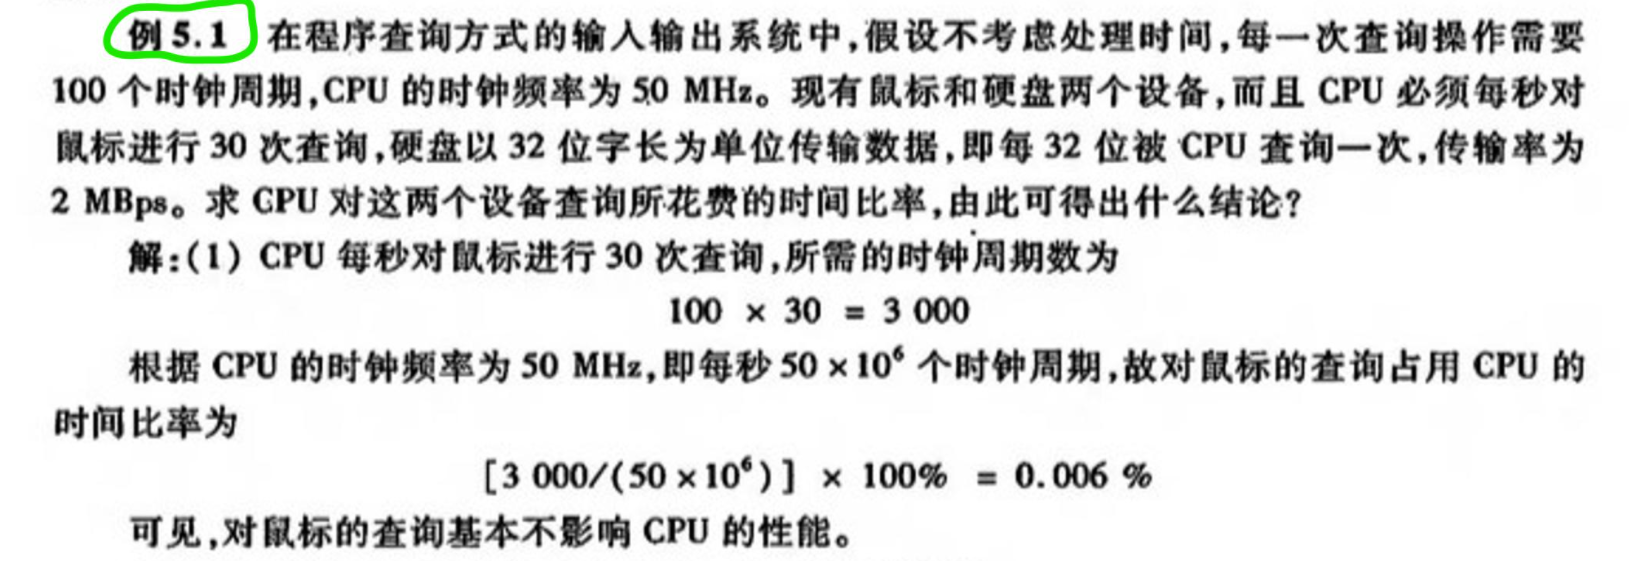 例 5.1 在程序查询方式的输入输出系统中,假设不考虑处理时间,每一次查询操作需要
100 个时钟周期,CPU 的时钟频率为 50 MHz。现有鼠标和硬盘两个设备,而且 CPU 必须每秒对
鼠标进行 30 次查询,硬盘以 32 位字长为单位传输数据,即每 32 位被 CPU 查询一次,传输率为
2 MBps。求 CPU 对这两个设备查询所花费的时间比率,由此可得出什么结论?
解:(1) CPU 每秒对鼠标进行 30 次查询,所需的时钟周期数为
100 × 30 = 3 000
根据 CPU 的时钟频率为 50 MHz,即每秒 50 × 10⁶ 个时钟周期,故对鼠标的查询占用 CPU 的
时间比率为
[3 000/(50 × 10⁶)] × 100% = 0.006 %
可见,对鼠标的查询基本不影响 CPU 的性能。